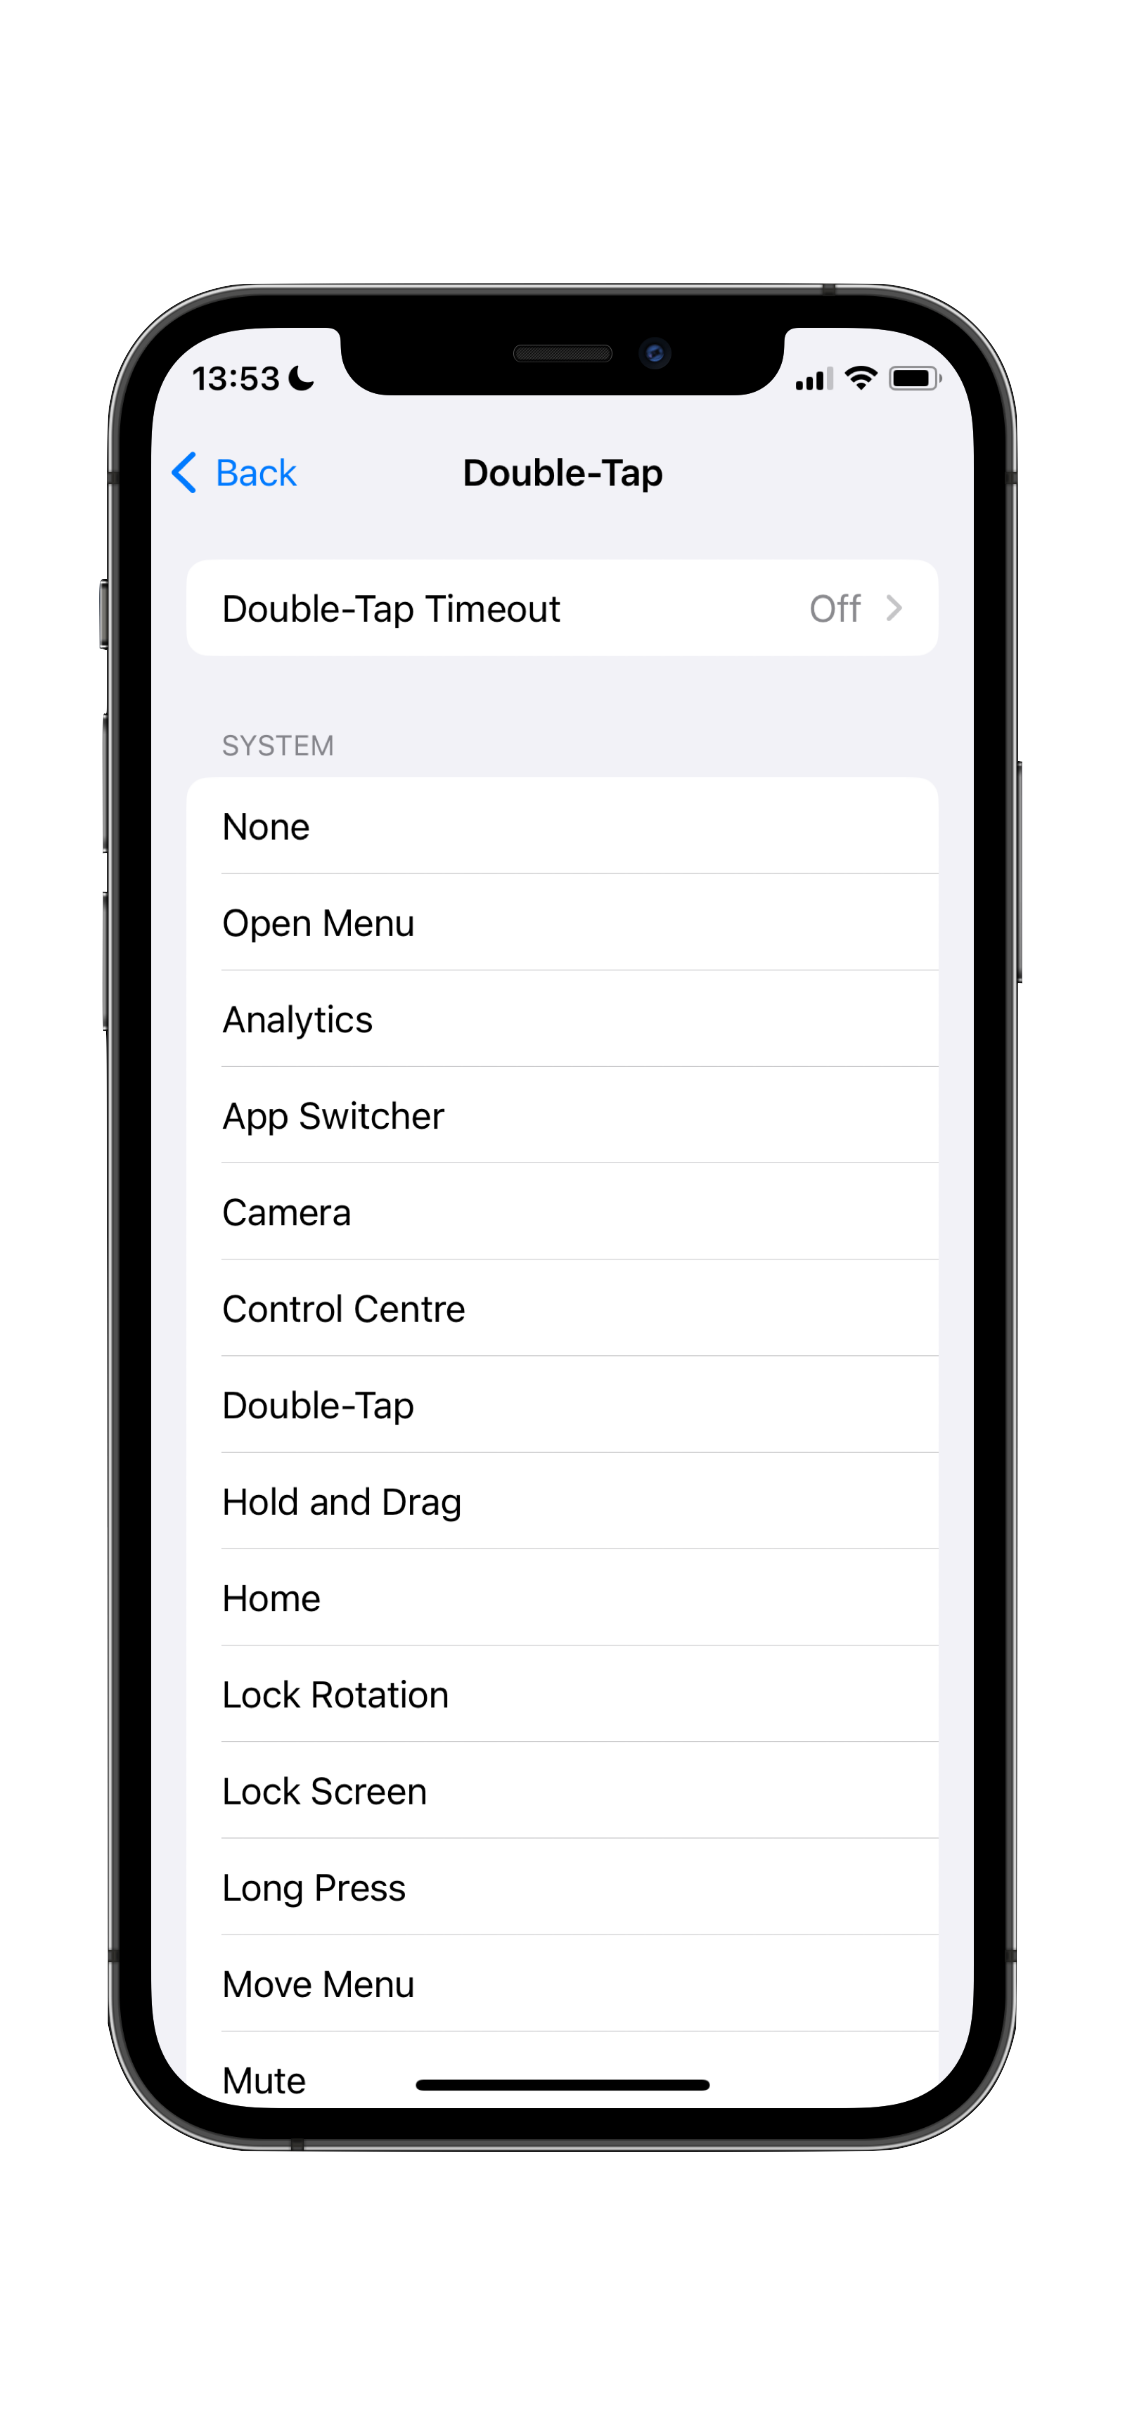 13:53
Back
Double-Tap
Double-Tap Timeout Off
SYSTEM
None
Open Menu
Analytics
App Switcher
Camera
Control Centre
Double-Tap
Hold and Drag
Home
Lock Rotation
Lock Screen
Long Press
Move Menu
Mute